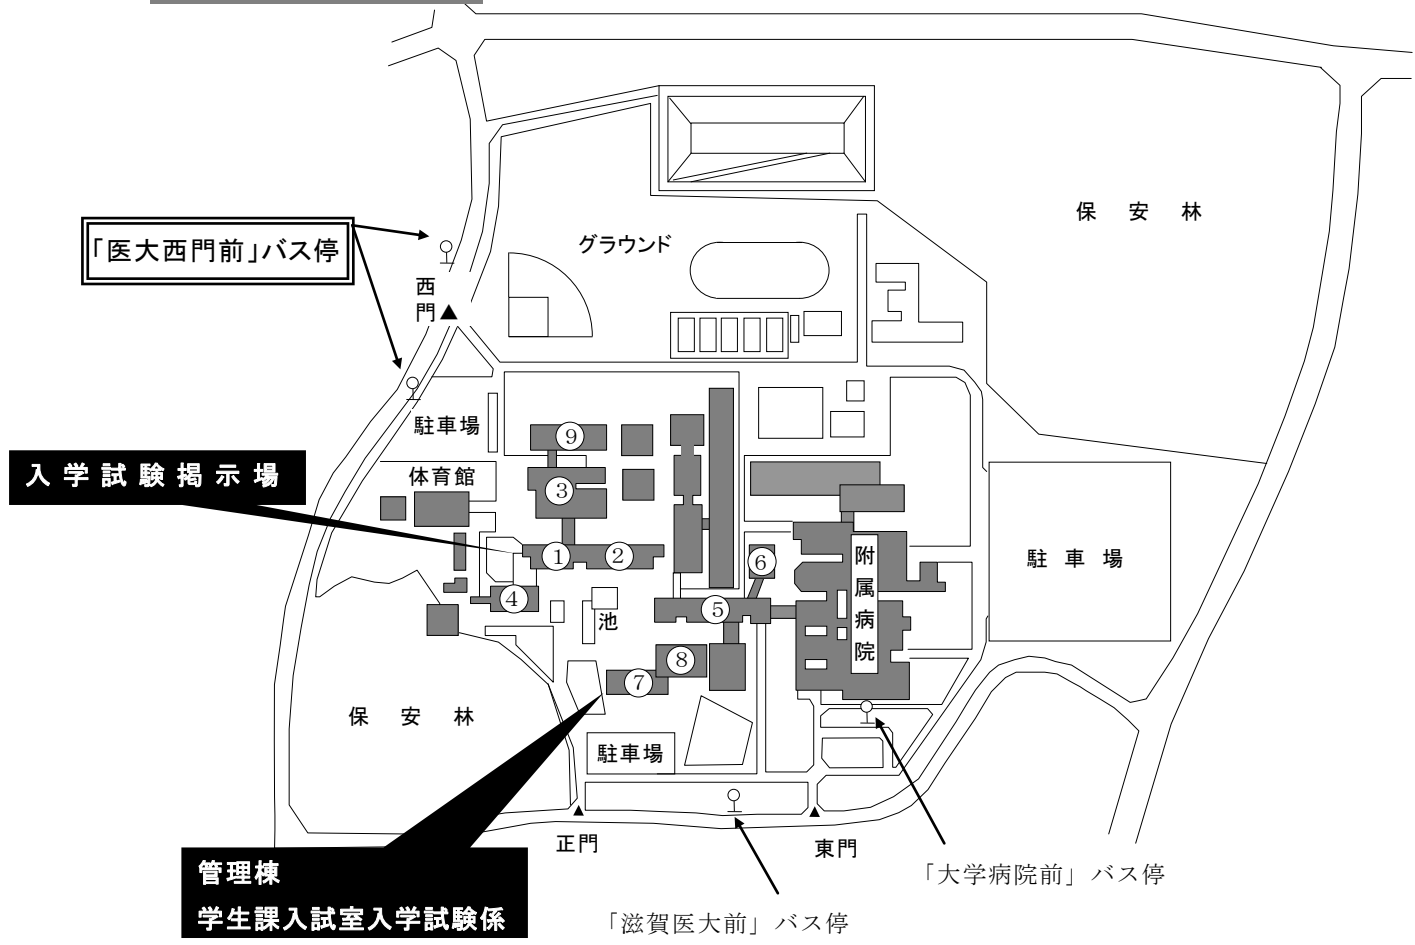 保 安 林
「医大西門前」バス停
グラウンド
西
門
駐車場
⑨
入 学 試 験 掲 示 場
体育館
③
①
②
⑥
附
属
病
院
駐 車 場
④
⑤
池
⑧
⑦
保 安 林
駐車場
正門
東門
管理棟
学生課入試室入学試験係
「大学病院前」バス停
「滋賀医大前」バス停